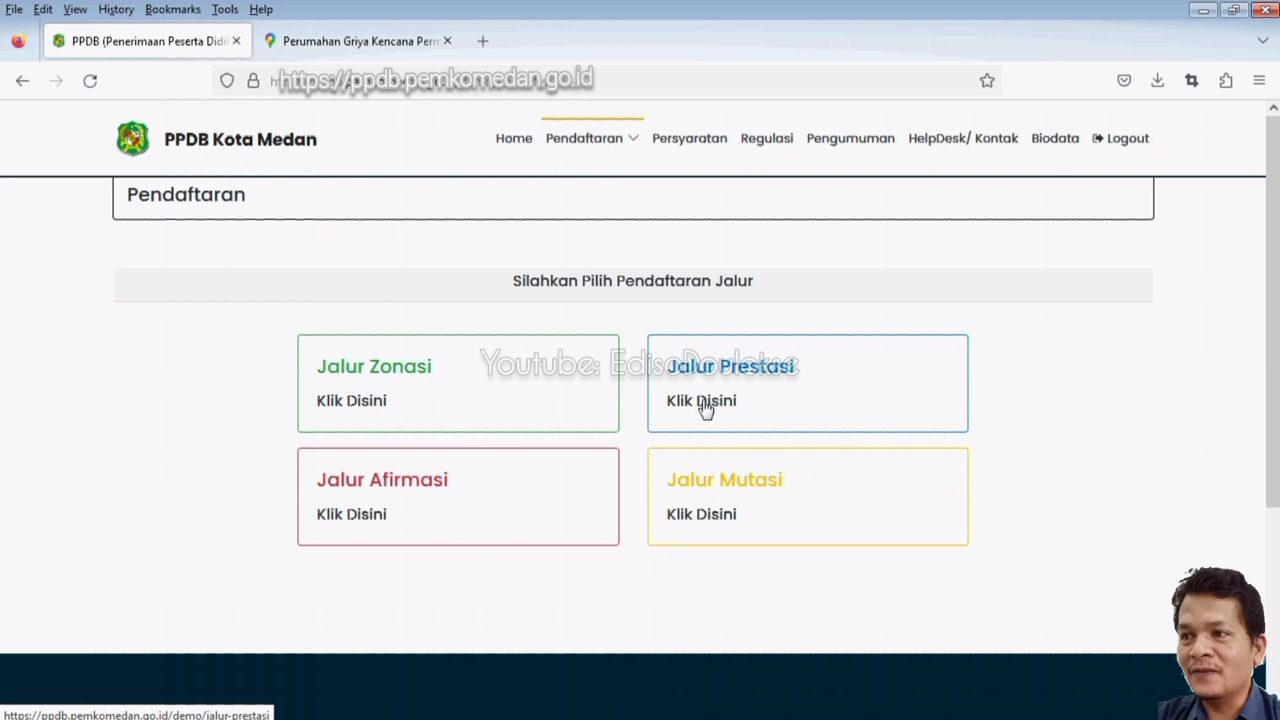 File Edit View History Bookmarks Tools Help
PPDB (Penerimaan Peserta Didik
Perumahan Griya Kencana Perm
https://ppdb.pemkomedan.go.id
PPDB Kota Medan
Home Pendaftaran Persyaratan Regulasi Pengumuman HelpDesk/ Kontak Biodata Logout
Pendaftaran
Silahkan Pilih Pendaftaran Jalur
Jalur Zonasi
Klik Disini
Jalur Prestasi
Klik Disini
Youtube:
Jalur Afirmasi
Klik Disini
Jalur Mutasi
Klik Disini
https://ppdb.pemkomedan.go.id/demo/jalur-prestasi